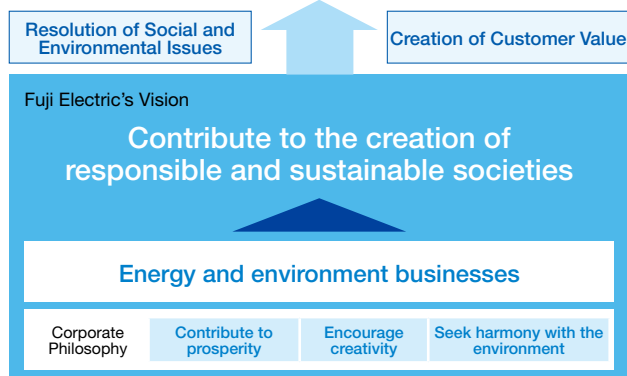 Resolution of Social and
Environmental Issues
Creation of Customer Value
Fuji Electric's Vision
Contribute to the creation of
responsible and sustainable societies
Energy and environment businesses
Corporate
Philosophy
Contribute to
prosperity
Encourage
creativity
Seek harmony with the
environment